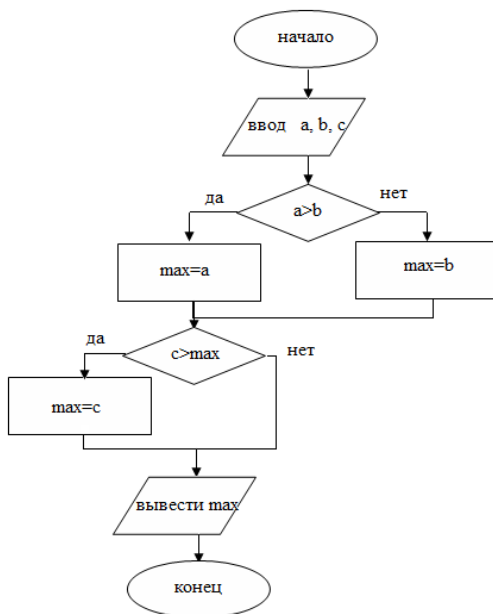 начало
ввод a, b, c
a>b
да
нет
max=a
max=b
c>max
да
нет
max=c
вывести max
конец